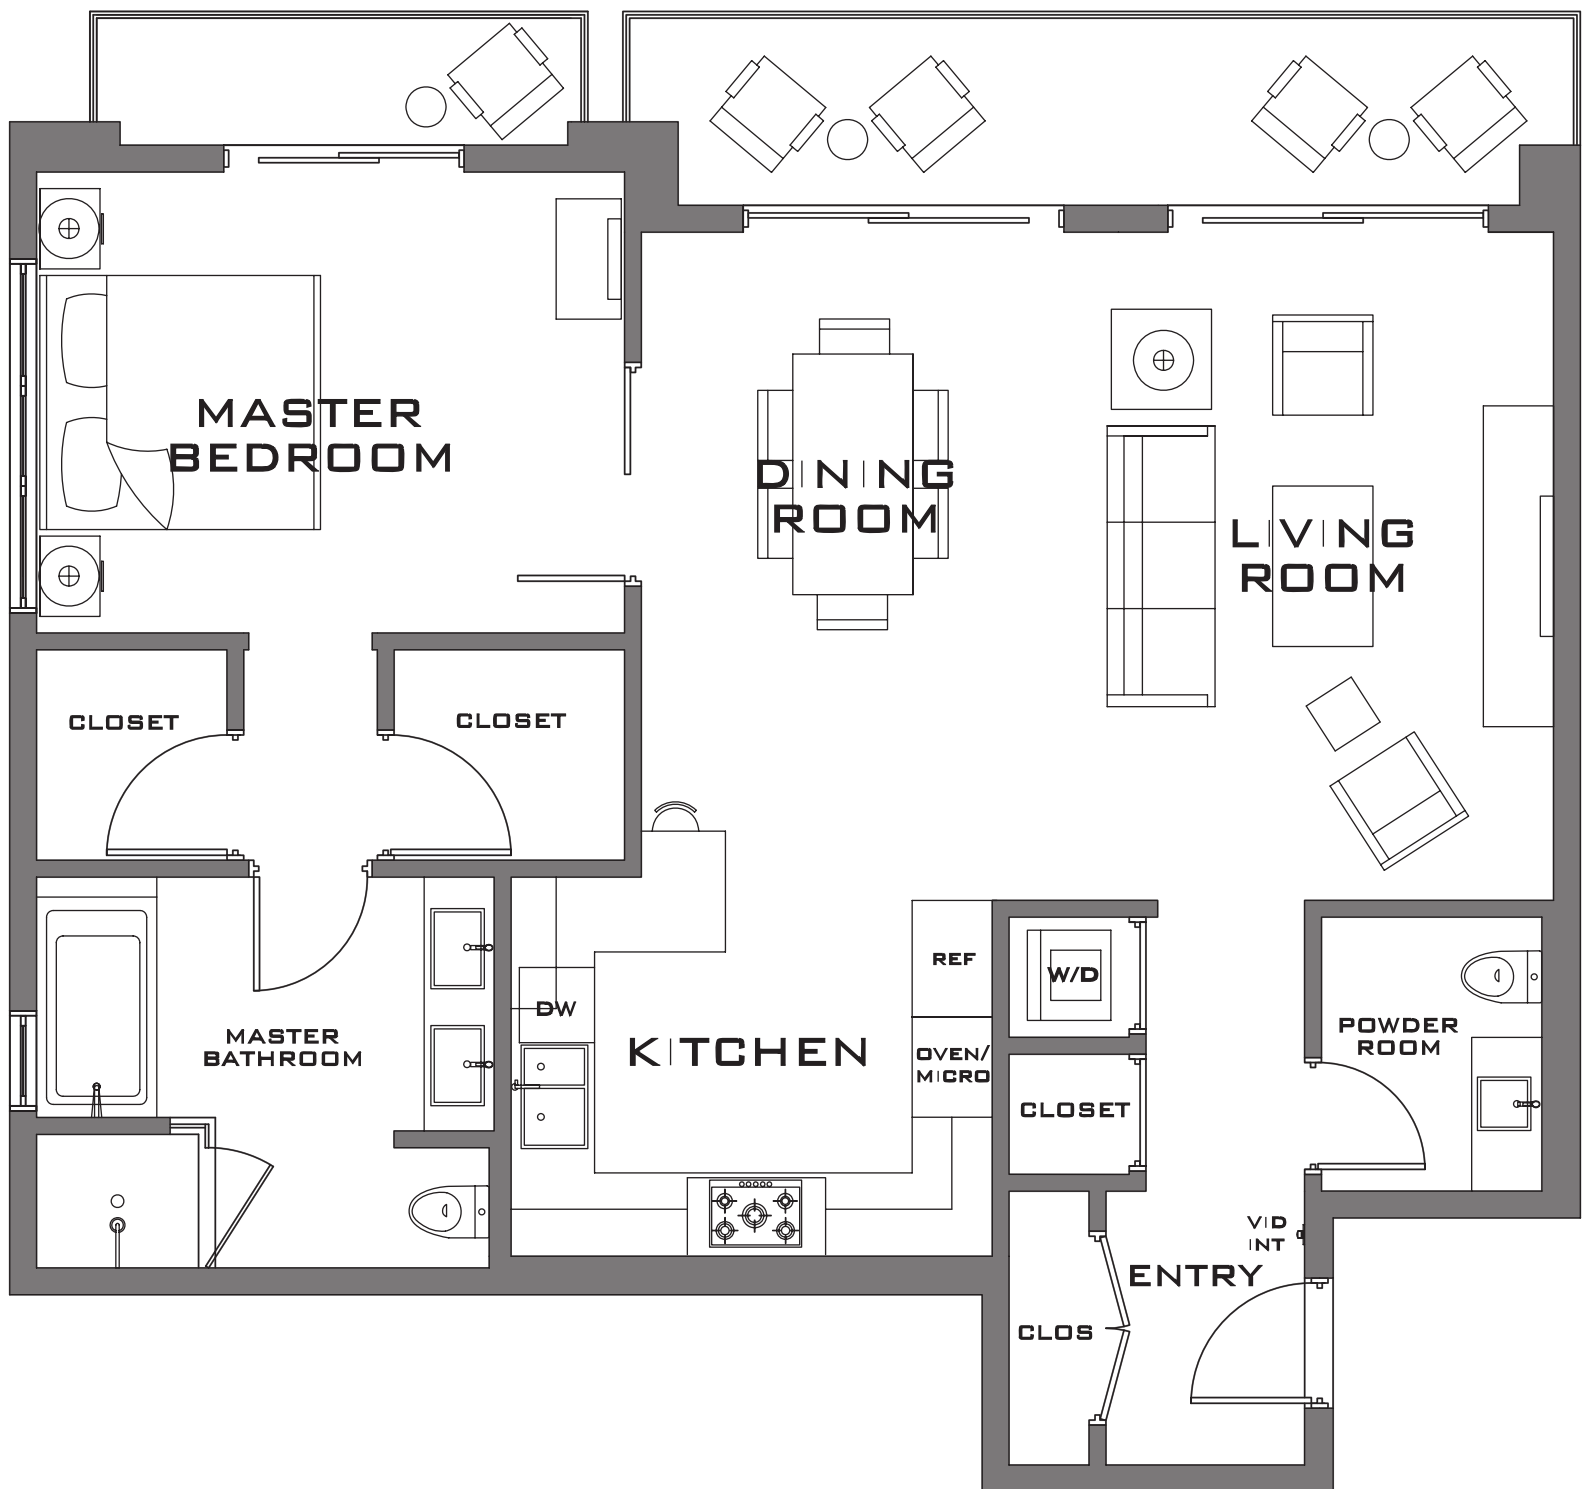 MASTER
BEDROOM
DINING
ROOM
LIVING
ROOM
CLOSET
CLOSET
REF
W/D
DW
MASTER
BATHROOM
KITCHEN
OVEN/
MICRO
POWDER
ROOM
CLOSET
VID
INT
ENTRY
CLOS